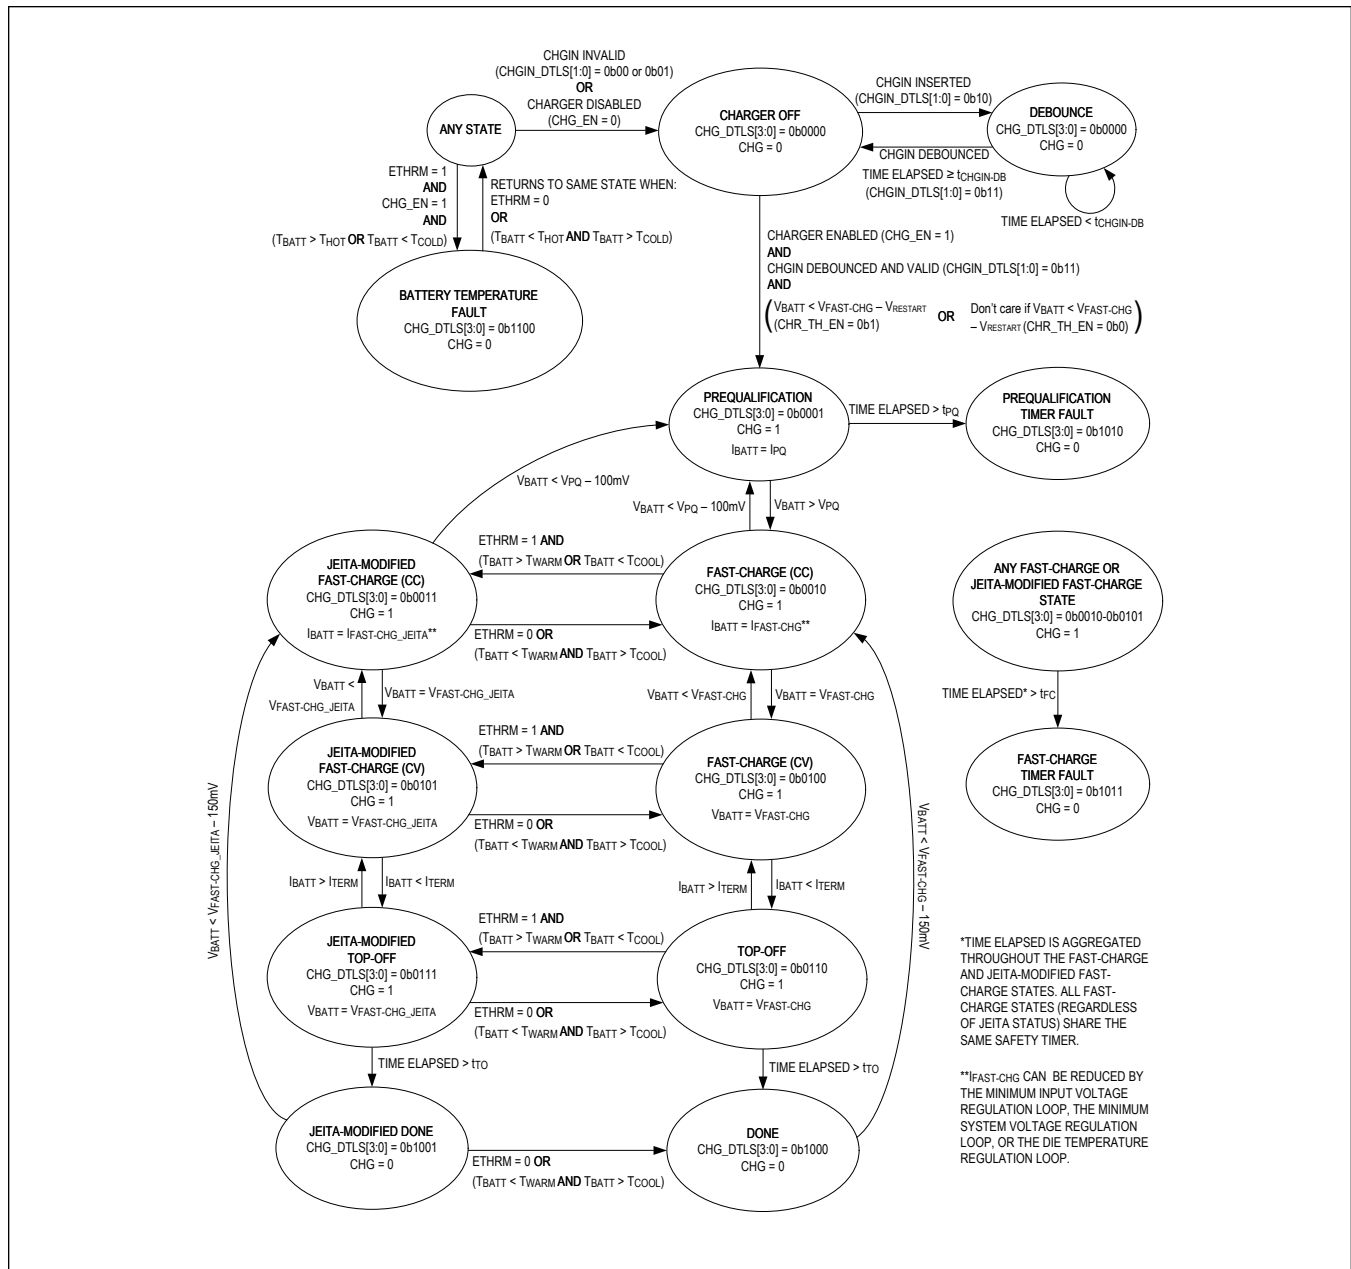 CHGIN INVALID
(CHGIN_DTLS[1:0] = 0b00 or 0b01)
OR
CHARGER DISABLED
(CHG_EN = 0)
ANY STATE
CHARGER OFF
CHG_DTLS[3:0] = 0b0000
CHG = 0
CHGIN INSERTED
(CHGIN_DTLS[1:0] = 0b10)
DEBOUNCE
CHG_DTLS[3:0] = 0b0000
CHG = 0
CHGIN DEBOUNCED
TIME ELAPSED ≥ tCHGIN-DB
(CHGIN_DTLS[1:0] = 0b11)
TIME ELAPSED < tCHGIN-DB
ETHRM = 1
AND
CHG_EN = 1
AND
(TBATT > THOT OR TBATT < TCOLD)
RETURNS TO SAME STATE WHEN:
ETHRM = 0
OR
(TBATT < THOT AND TBATT > TCOLD)
BATTERY TEMPERATURE
FAULT
CHG_DTLS[3:0] = 0b1100
CHG = 0
CHARGER ENABLED (CHG_EN = 1)
AND
CHGIN DEBOUNCED AND VALID (CHGIN_DTLS[1:0] = 0b11)
AND
(VBATT < VFAST-CHG – VRESTART
(CHR_TH_EN = 0b1)
OR
Don't care if VBATT < VFAST-CHG
– VRESTART (CHR_TH_EN = 0b0))
PREQUALIFICATION
CHG_DTLS[3:0] = 0b0001
CHG = 1
IBATT = IPQ
TIME ELAPSED > tPQ
PREQUALIFICATION
TIMER FAULT
CHG_DTLS[3:0] = 0b1010
CHG = 0
VBATT < VPQ – 100mV
VBATT < VPQ – 100mV
VBATT > VPQ
JEITA-MODIFIED
FAST-CHARGE (CC)
CHG_DTLS[3:0] = 0b0011
CHG = 1
IBATT = IFAST-CHG_JEITA**
ETHRM = 1 AND
(TBATT > TWARM OR TBATT < TCOOL)
ETHRM = 0 OR
(TBATT < TWARM AND TBATT > TCOOL)
FAST-CHARGE (CC)
CHG_DTLS[3:0] = 0b0010
CHG = 1
IBATT = IFAST-CHG**
ANY FAST-CHARGE OR
JEITA-MODIFIED FAST-CHARGE
STATE
CHG_DTLS[3:0] = 0b0010-0b0101
CHG = 1
TIME ELAPSED* > tFC
FAST-CHARGE
TIMER FAULT
CHG_DTLS[3:0] = 0b1011
CHG = 0
VBATT <
VFAST-CHG_JEITA
VBATT = VFAST-CHG_JEITA
VBATT < VFAST-CHG
VBATT = VFAST-CHG
JEITA-MODIFIED
FAST-CHARGE (CV)
CHG_DTLS[3:0] = 0b0101
CHG = 1
VBATT = VFAST-CHG_JEITA
ETHRM = 1 AND
(TBATT > TWARM OR TBATT < TCOOL)
ETHRM = 0 OR
(TBATT < TWARM AND TBATT > TCOOL)
FAST-CHARGE (CV)
CHG_DTLS[3:0] = 0b0100
CHG = 1
VBATT = VFAST-CHG
VBATT < VFAST-CHG_JEITA – 150mV
VBATT < VFAST-CHG – 150mV
IBATT > ITERM
IBATT < ITERM
IBATT > ITERM
IBATT < ITERM
JEITA-MODIFIED
TOP-OFF
CHG_DTLS[3:0] = 0b0111
CHG = 1
VBATT = VFAST-CHG_JEITA
ETHRM = 1 AND
(TBATT > TWARM OR TBATT < TCOOL)
ETHRM = 0 OR
(TBATT < TWARM AND TBATT > TCOOL)
TOP-OFF
CHG_DTLS[3:0] = 0b0110
CHG = 1
VBATT = VFAST-CHG
TIME ELAPSED > tTO
TIME ELAPSED > tTO
JEITA-MODIFIED DONE
CHG_DTLS[3:0] = 0b1001
CHG = 0
ETHRM = 0 OR
(TBATT < TWARM AND TBATT > TCOOL)
DONE
CHG_DTLS[3:0] = 0b1000
CHG = 0
*TIME ELAPSED IS AGGREGATED
THROUGHOUT THE FAST-CHARGE
AND JEITA-MODIFIED FAST-
CHARGE STATES. ALL FAST-
CHARGE STATES (REGARDLESS
OF JEITA STATUS) SHARE THE
SAME SAFETY TIMER.
**IFAST-CHG CAN BE REDUCED BY
THE MINIMUM INPUT VOLTAGE
REGULATION LOOP, THE MINIMUM
SYSTEM VOLTAGE REGULATION
LOOP, OR THE DIE TEMPERATURE
REGULATION LOOP.